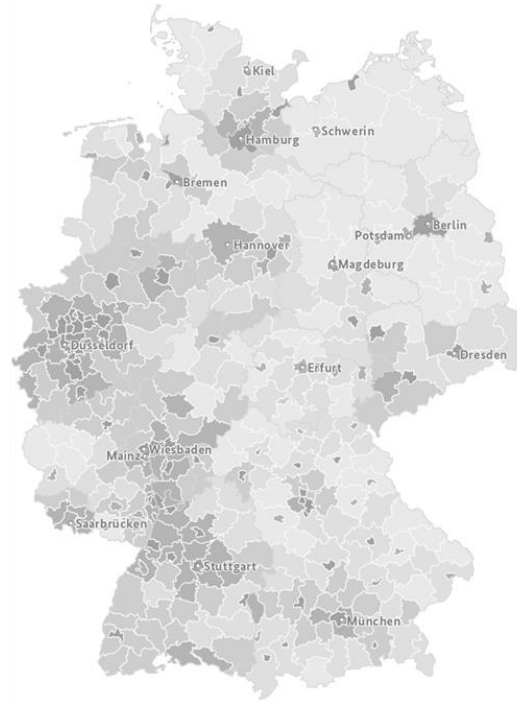 Kiel
Schwerin
Hamburg
Bremen
Berlin
Potsdam
Hannover
Magdeburg
Düsseldorf
Dresden
Erfurt
Wiesbaden
Mainz
Saarbrücken
Stuttgart
München